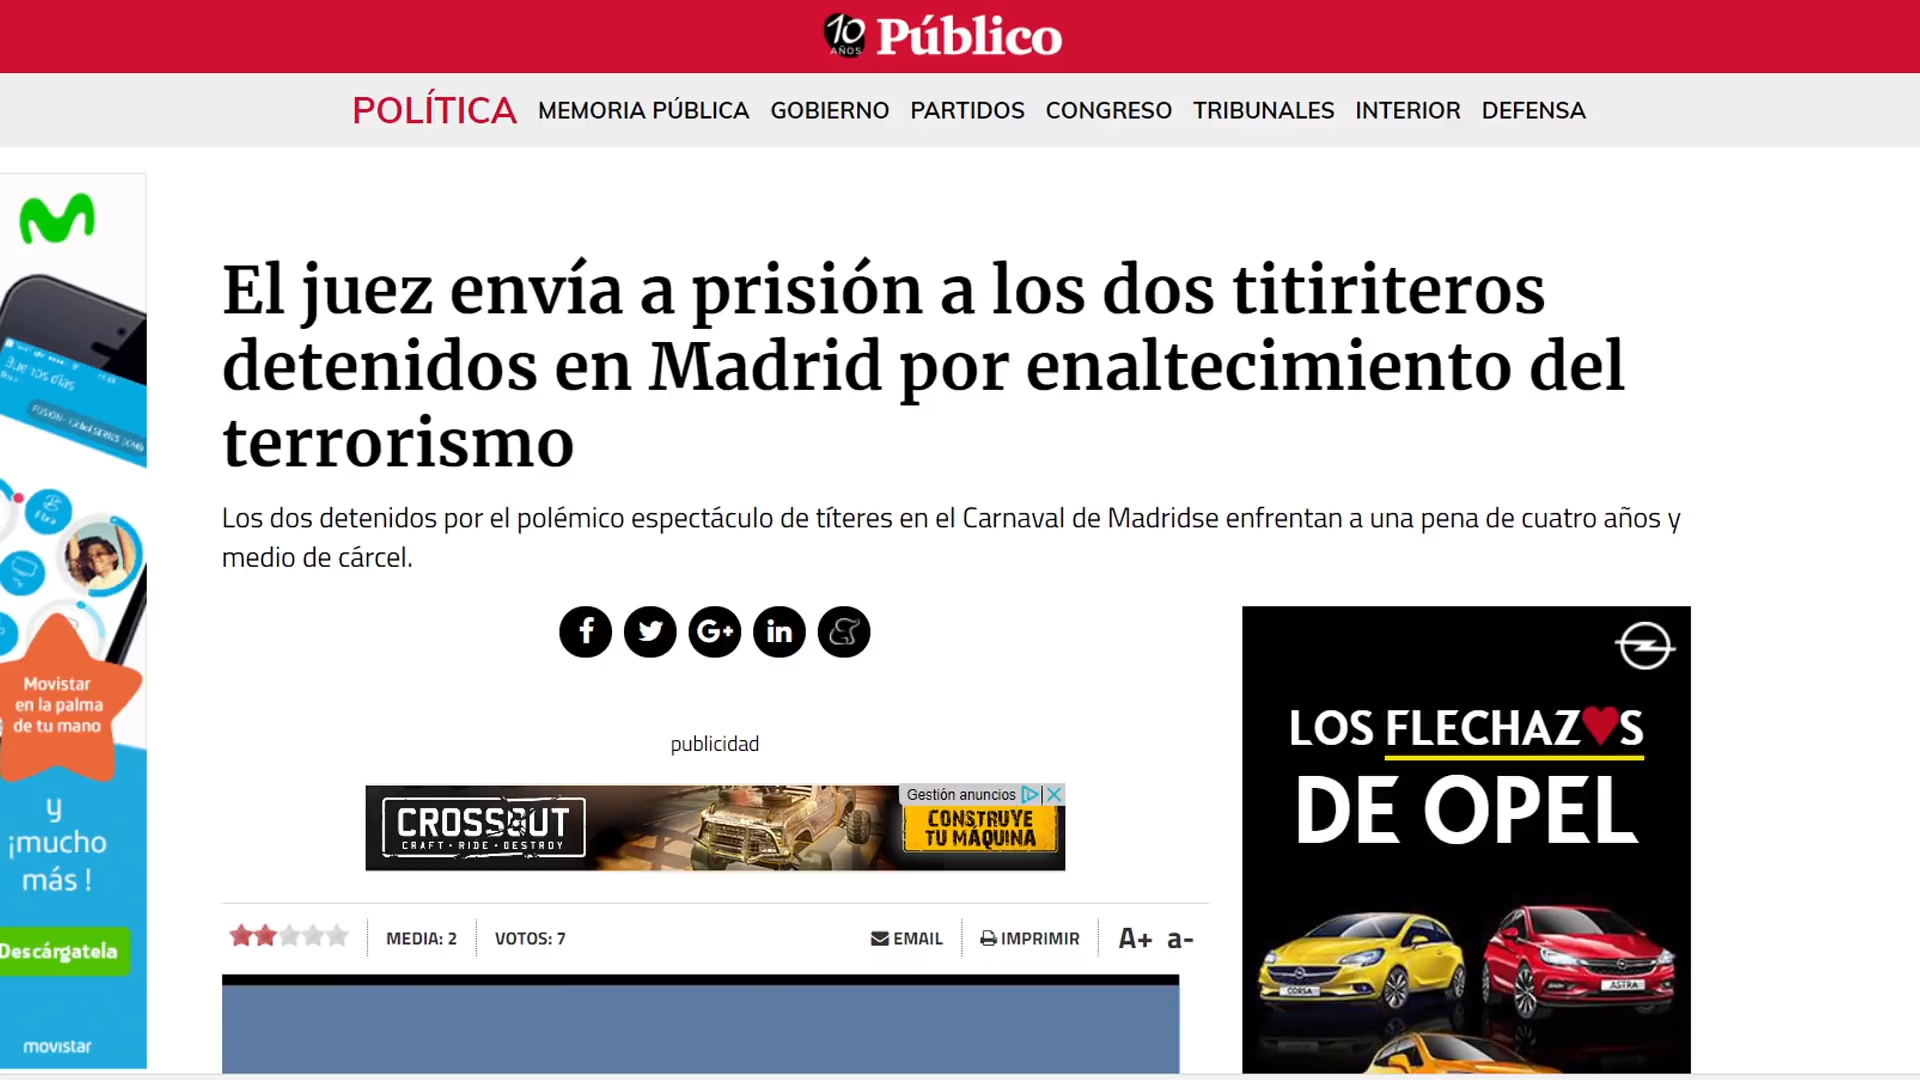 10
AÑOS
Público
POLÍTICA MEMORIA PÚBLICA GOBIERNO PARTIDOS CONGRESO TRIBUNALES INTERIOR DEFENSA
El juez envía a prisión a los dos titiriteros
detenidos en Madrid por enaltecimiento del
terrorismo
Los dos detenidos por el polémico espectáculo de títeres en el Carnaval de Madridse enfrentan a una pena de cuatro años y
medio de cárcel.
publicidad
CROSSOUT
CRAFT • RIDE • DESTROY
Gestión anuncios
CONSTRUYE
TU MÁQUINA
MEDIA: 2 VOTOS: 7 EMAIL IMPRIMIR A+ a-
Movistar
en la palma
de tu mano
y
¡mucho
más !
Descárgatela
movistar
LOS FLECHAZ♥S
DE OPEL
CORSA
ASTRA